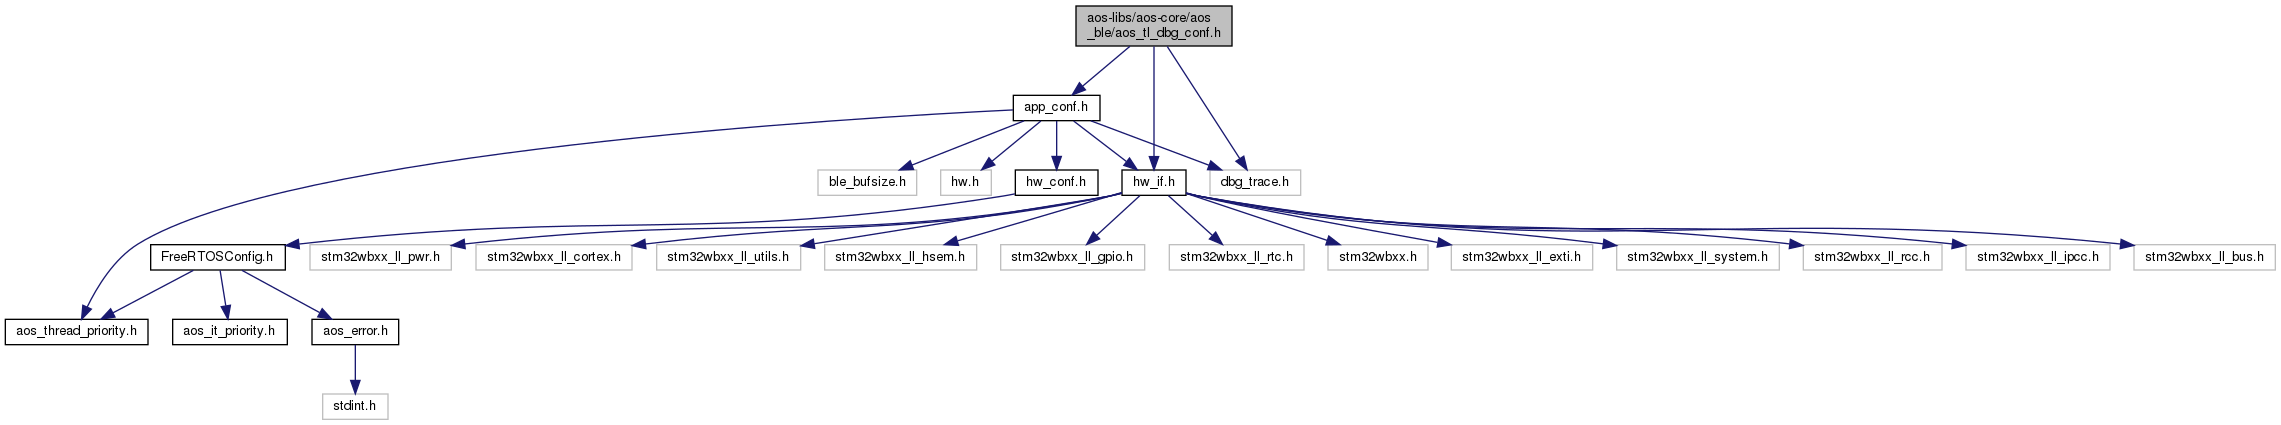 aos-libs/aos-core/aos
_ble/aos_tl_dbg_conf.h
app_conf.h
ble_bufsize.h
hw.h
hw_conf.h
hw_if.h
dbg_trace.h
FreeRTOSConfig.h
stm32wbxx_ll_pwr.h
stm32wbxx_ll_cortex.h
stm32wbxx_ll_utils.h
stm32wbxx_ll_hsem.h
stm32wbxx_ll_gpio.h
stm32wbxx_ll_rtc.h
stm32wbxx.h
stm32wbxx_ll_exti.h
stm32wbxx_ll_system.h
stm32wbxx_ll_rcc.h
stm32wbxx_ll_ipcc.h
stm32wbxx_ll_bus.h
aos_thread_priority.h
aos_it_priority.h
aos_error.h
stdint.h